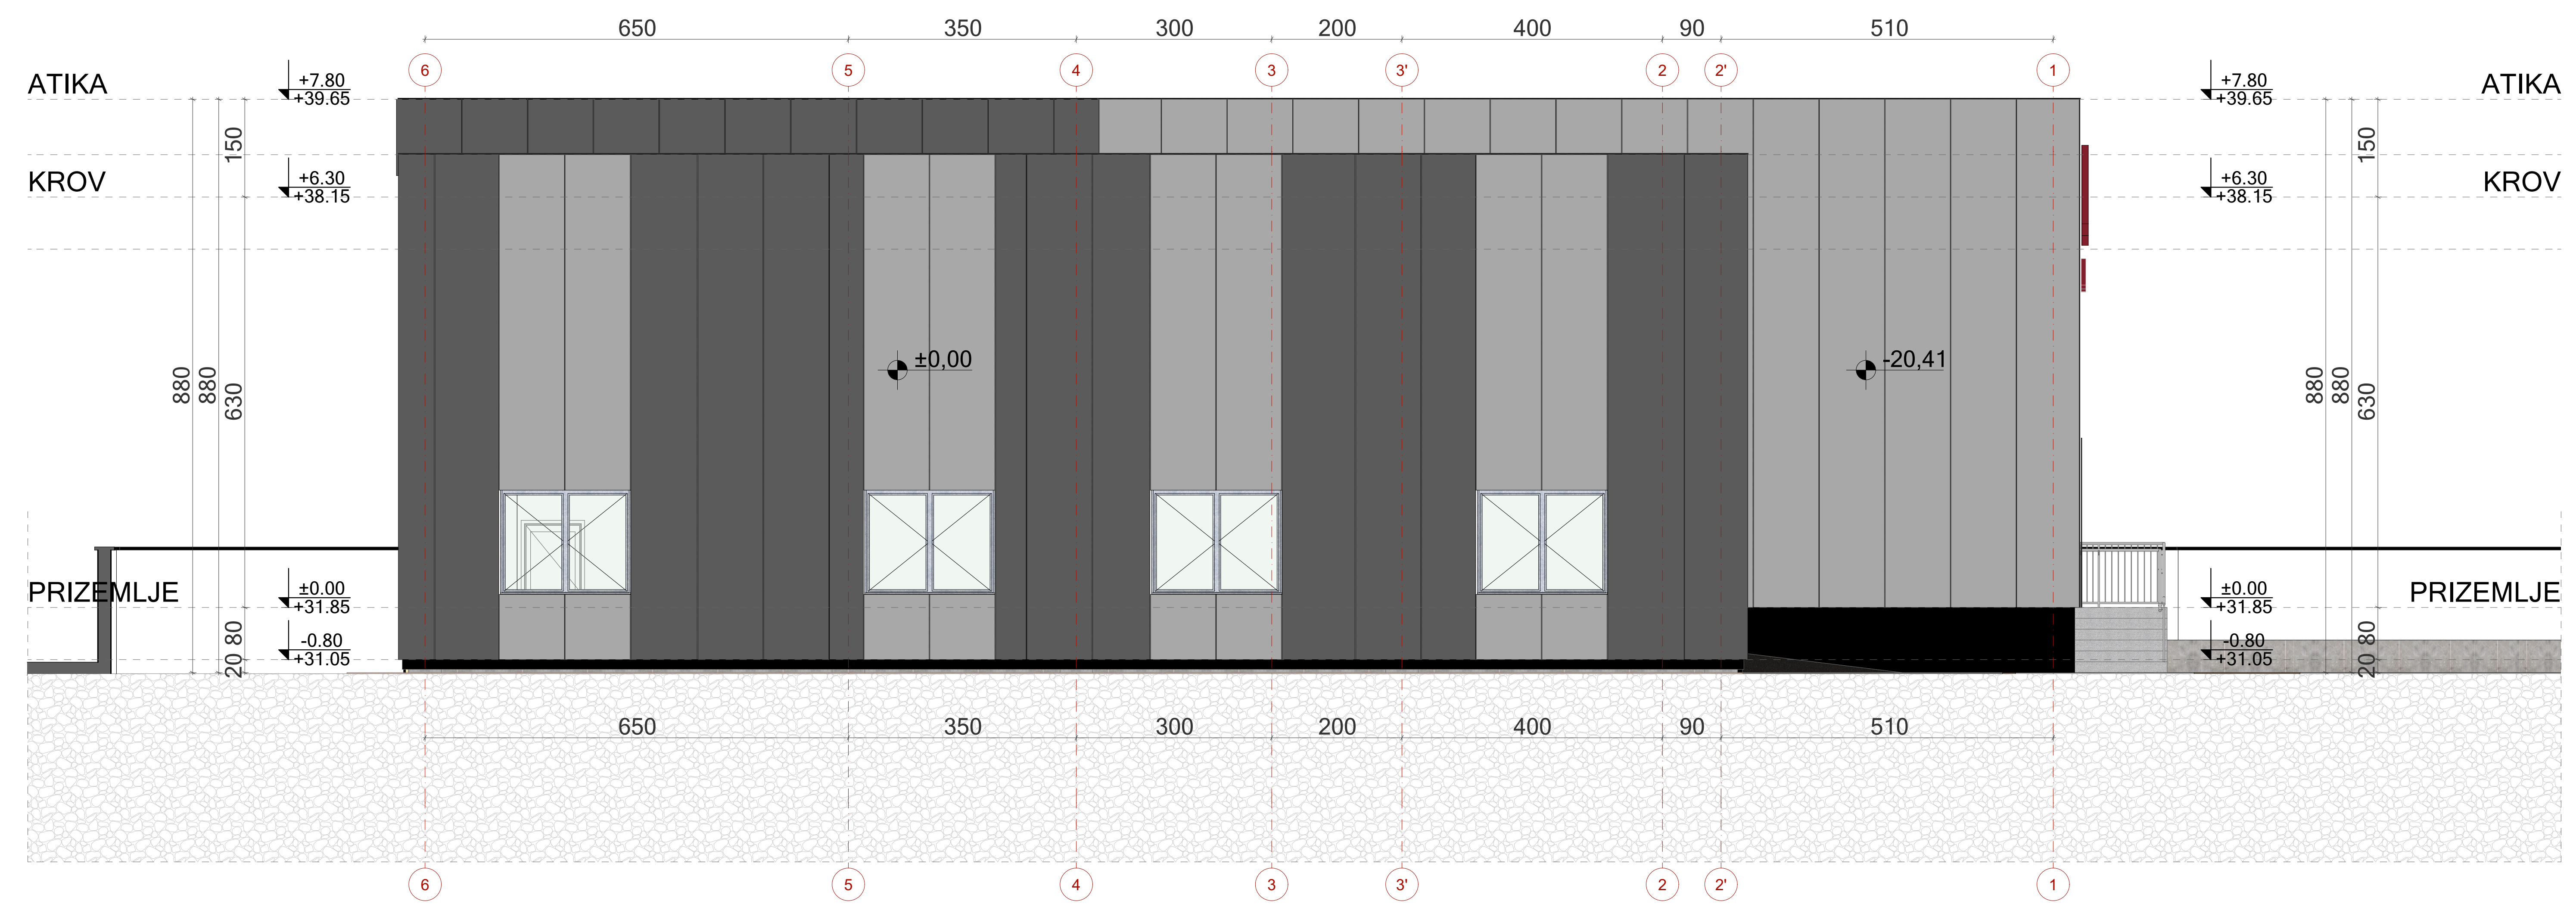 650 350 300 200 400 90 510
6 5 4 3 3' 2 2' 1
ATIKA +7.80 +7.80 ATIKA
+39.65 +39.65
150 150
KROV +6.30 +6.30 KROV
+38.15 +38.15
±0,00 -20,41
880 880 630 880 880 630
PRIZEMLJE ±0.00 ±0.00 PRIZEMLJE
+31.85 +31.85
80 -0.80 -0.80 80
20 +31.05 +31.05 20
650 350 300 200 400 90 510
6 5 4 3 3' 2 2' 1